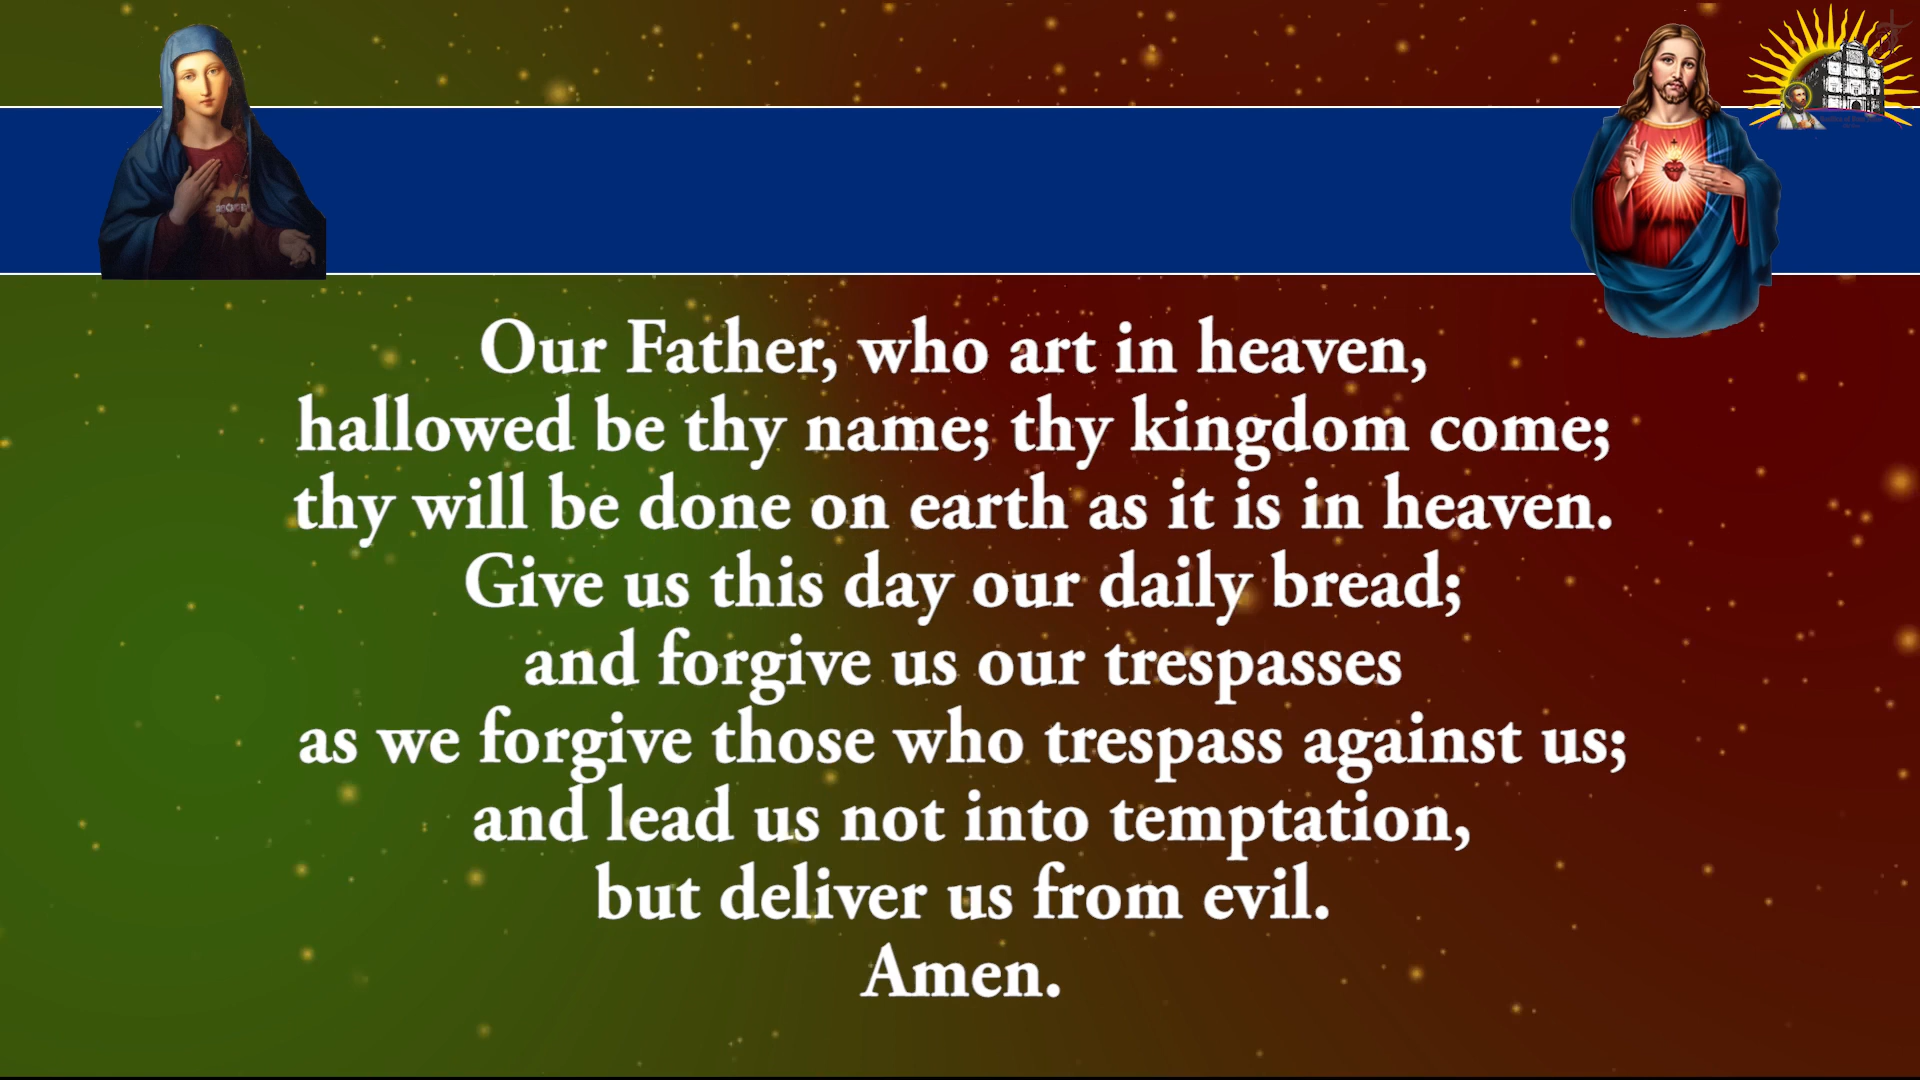 Our Father, who art in heaven,
hallowed be thy name; thy kingdom come;
thy will be done on earth as it is in heaven.
Give us this day our daily bread;
and forgive us our trespasses
as we forgive those who trespass against us;
and lead us not into temptation,
but deliver us from evil.
Amen.